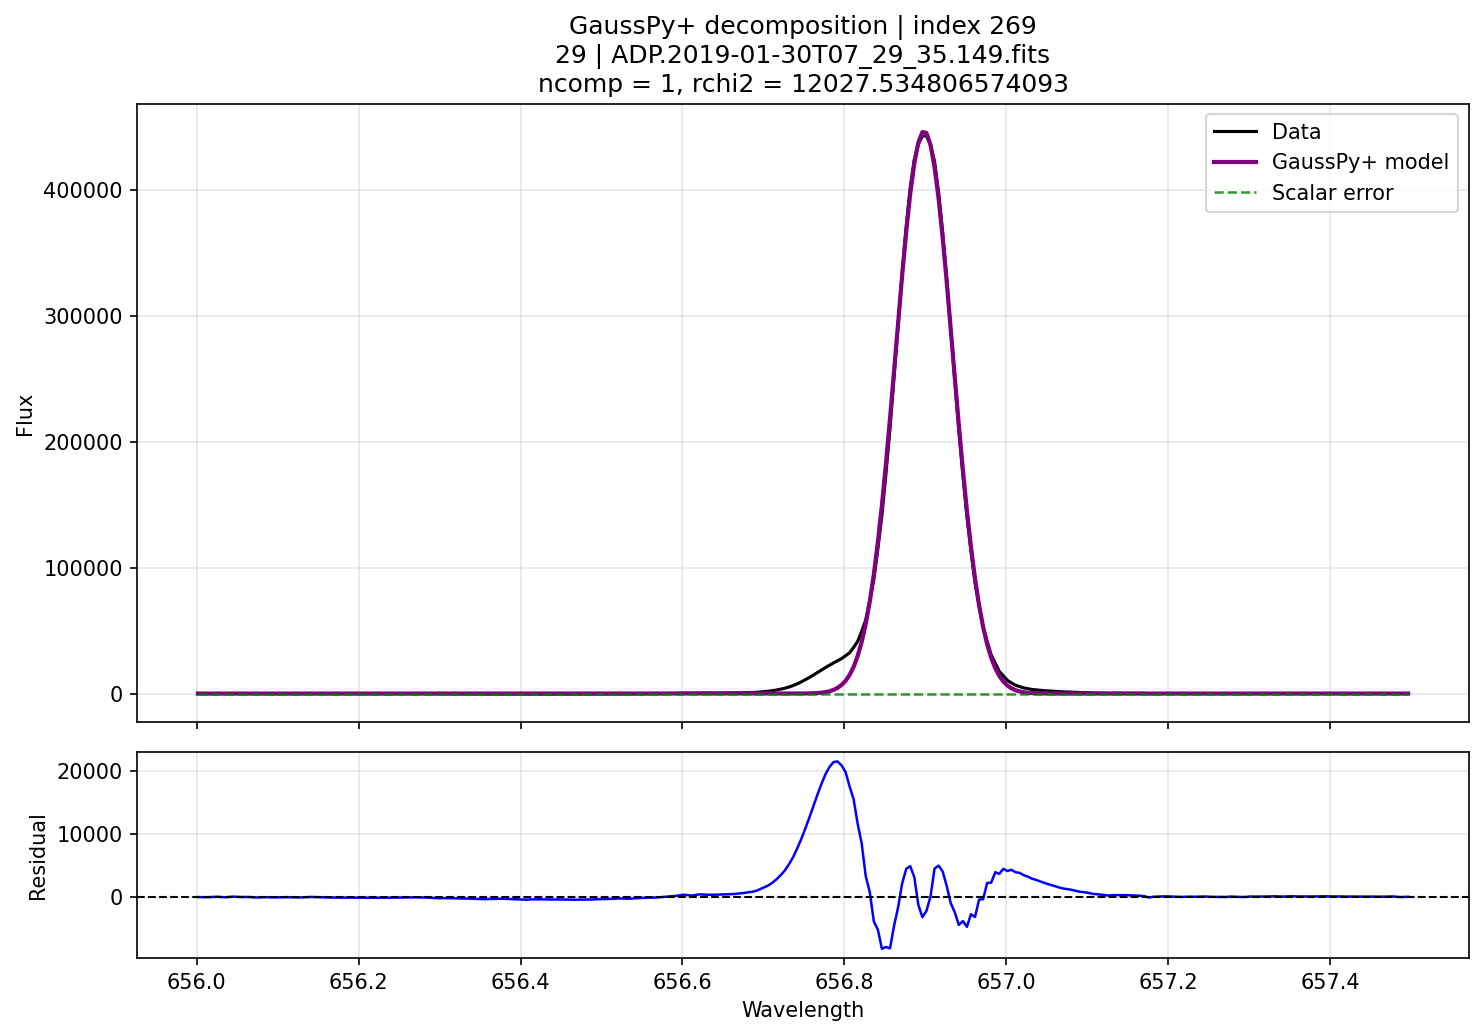 GaussPy+ decomposition | index 269
29 | ADP.2019-01-30T07_29_35.149.fits
ncomp = 1, rchi2 = 12027.534806574093
Data
GaussPy+ model
Scalar error
Flux
400000
300000
200000
100000
0
Residual
20000
10000
0
656.0 656.2 656.4 656.6 656.8 657.0 657.2 657.4
Wavelength